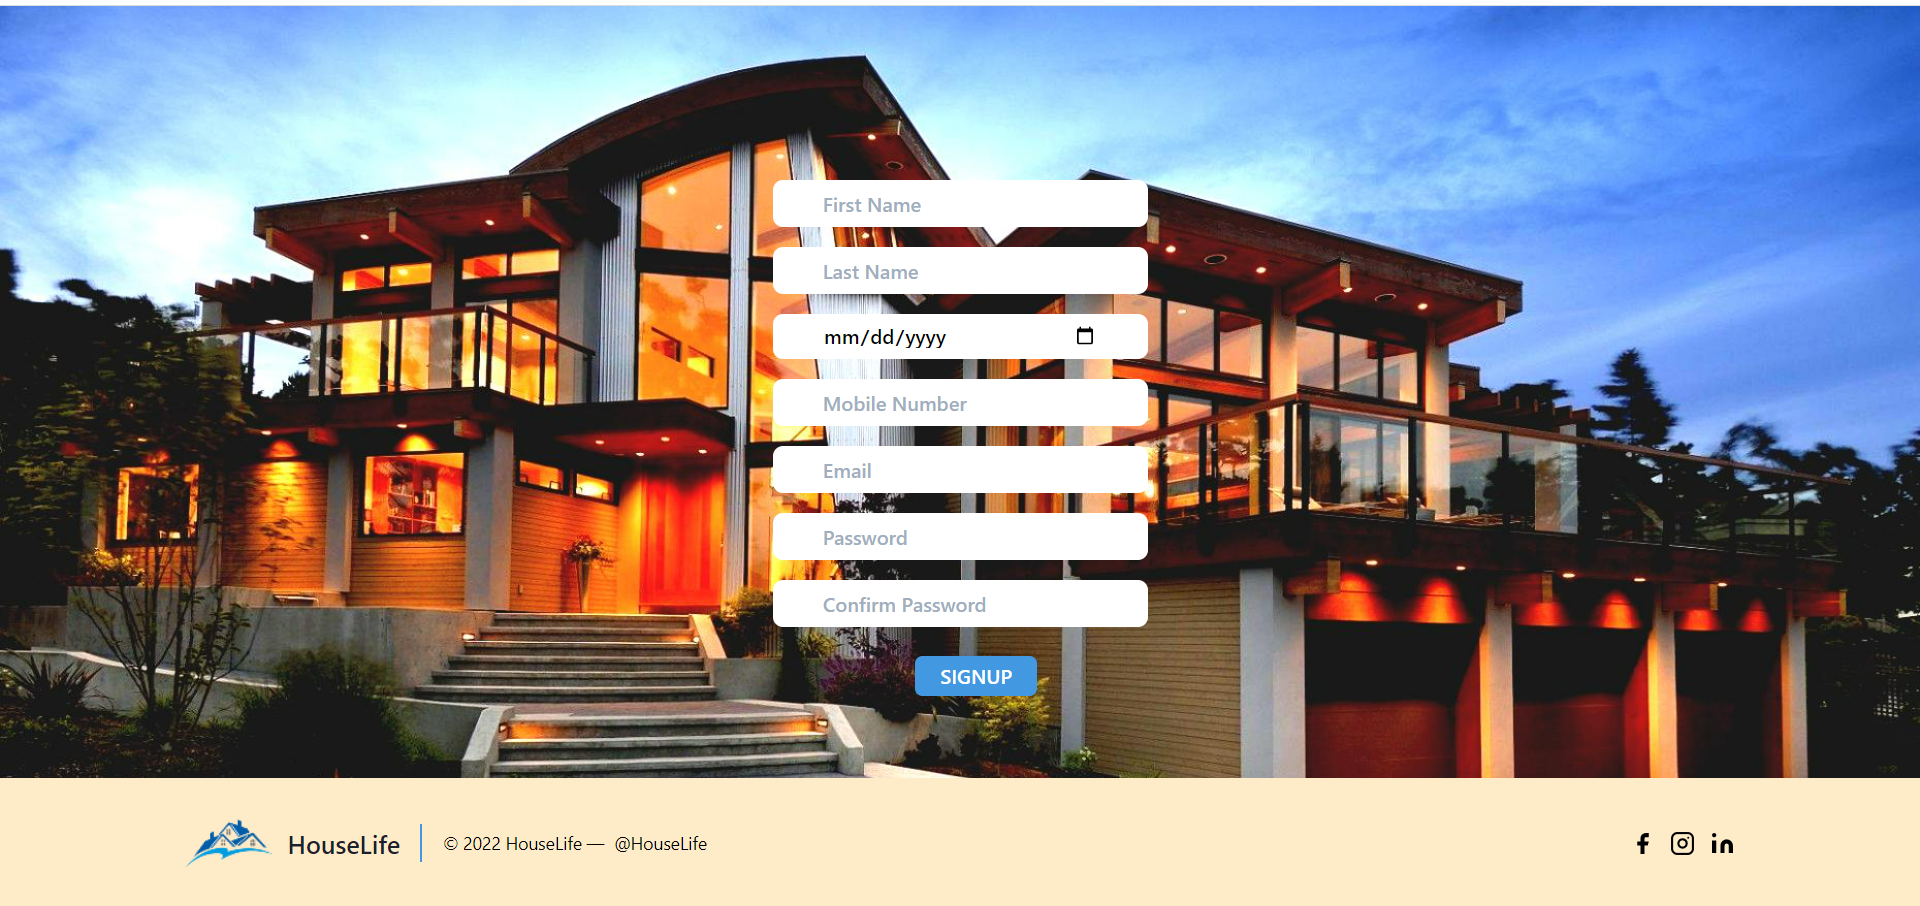 First Name
Last Name
mm/dd/yyyy
Mobile Number
Email
Password
Confirm Password
SIGNUP
HouseLife
© 2022 HouseLife — @HouseLife